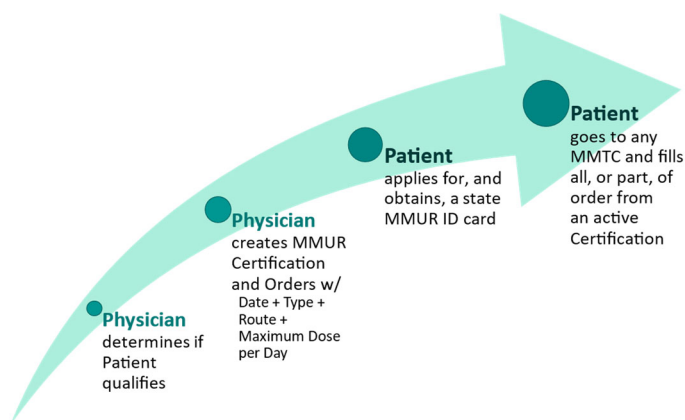 Physician
determines if
Patient
qualifies
Physician
creates MMUR
Certification
and Orders w/
Date + Type +
Route +
Maximum Dose
per Day
Patient
applies for, and
obtains, a state
MMUR ID card
Patient
goes to any
MMTC and fills
all, or part, of
order from
an active
Certification